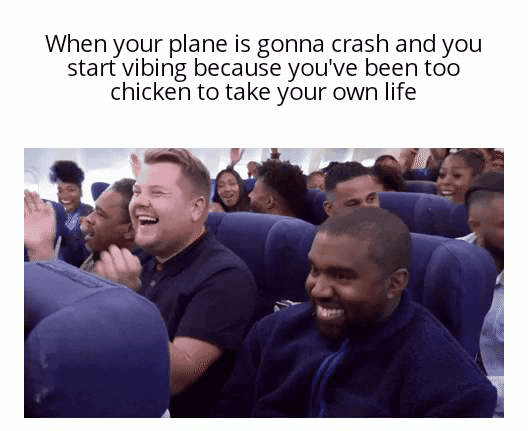 When your plane is gonna crash and you
start vibing because you've been too
chicken to take your own life